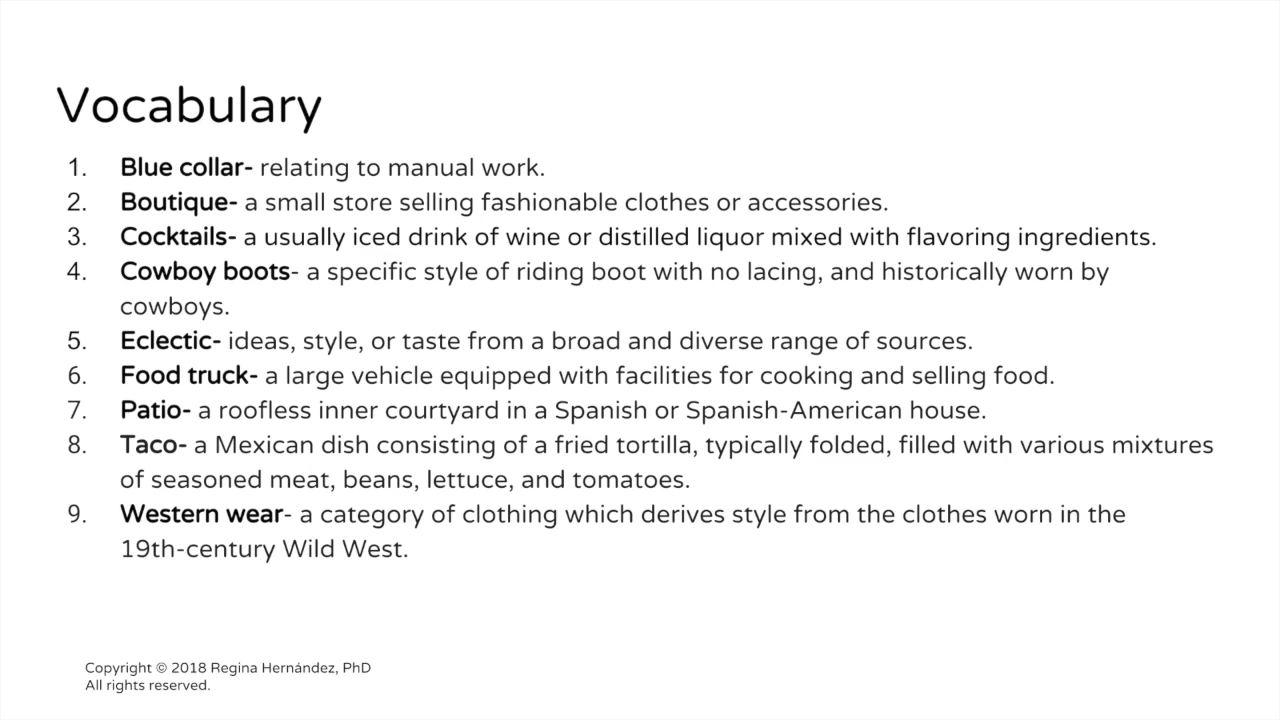 Vocabulary
1. Blue collar- relating to manual work.
2. Boutique- a small store selling fashionable clothes or accessories.
3. Cocktails- a usually iced drink of wine or distilled liquor mixed with flavoring ingredients.
4. Cowboy boots- a specific style of riding boot with no lacing, and historically worn by
cowboys.
5. Eclectic- ideas, style, or taste from a broad and diverse range of sources.
6. Food truck- a large vehicle equipped with facilities for cooking and selling food.
7. Patio- a roofless inner courtyard in a Spanish or Spanish-American house.
8. Taco- a Mexican dish consisting of a fried tortilla, typically folded, filled with various mixtures
of seasoned meat, beans, lettuce, and tomatoes.
9. Western wear- a category of clothing which derives style from the clothes worn in the
19th-century Wild West.
Copyright © 2018 Regina Hernández, PhD
All rights reserved.